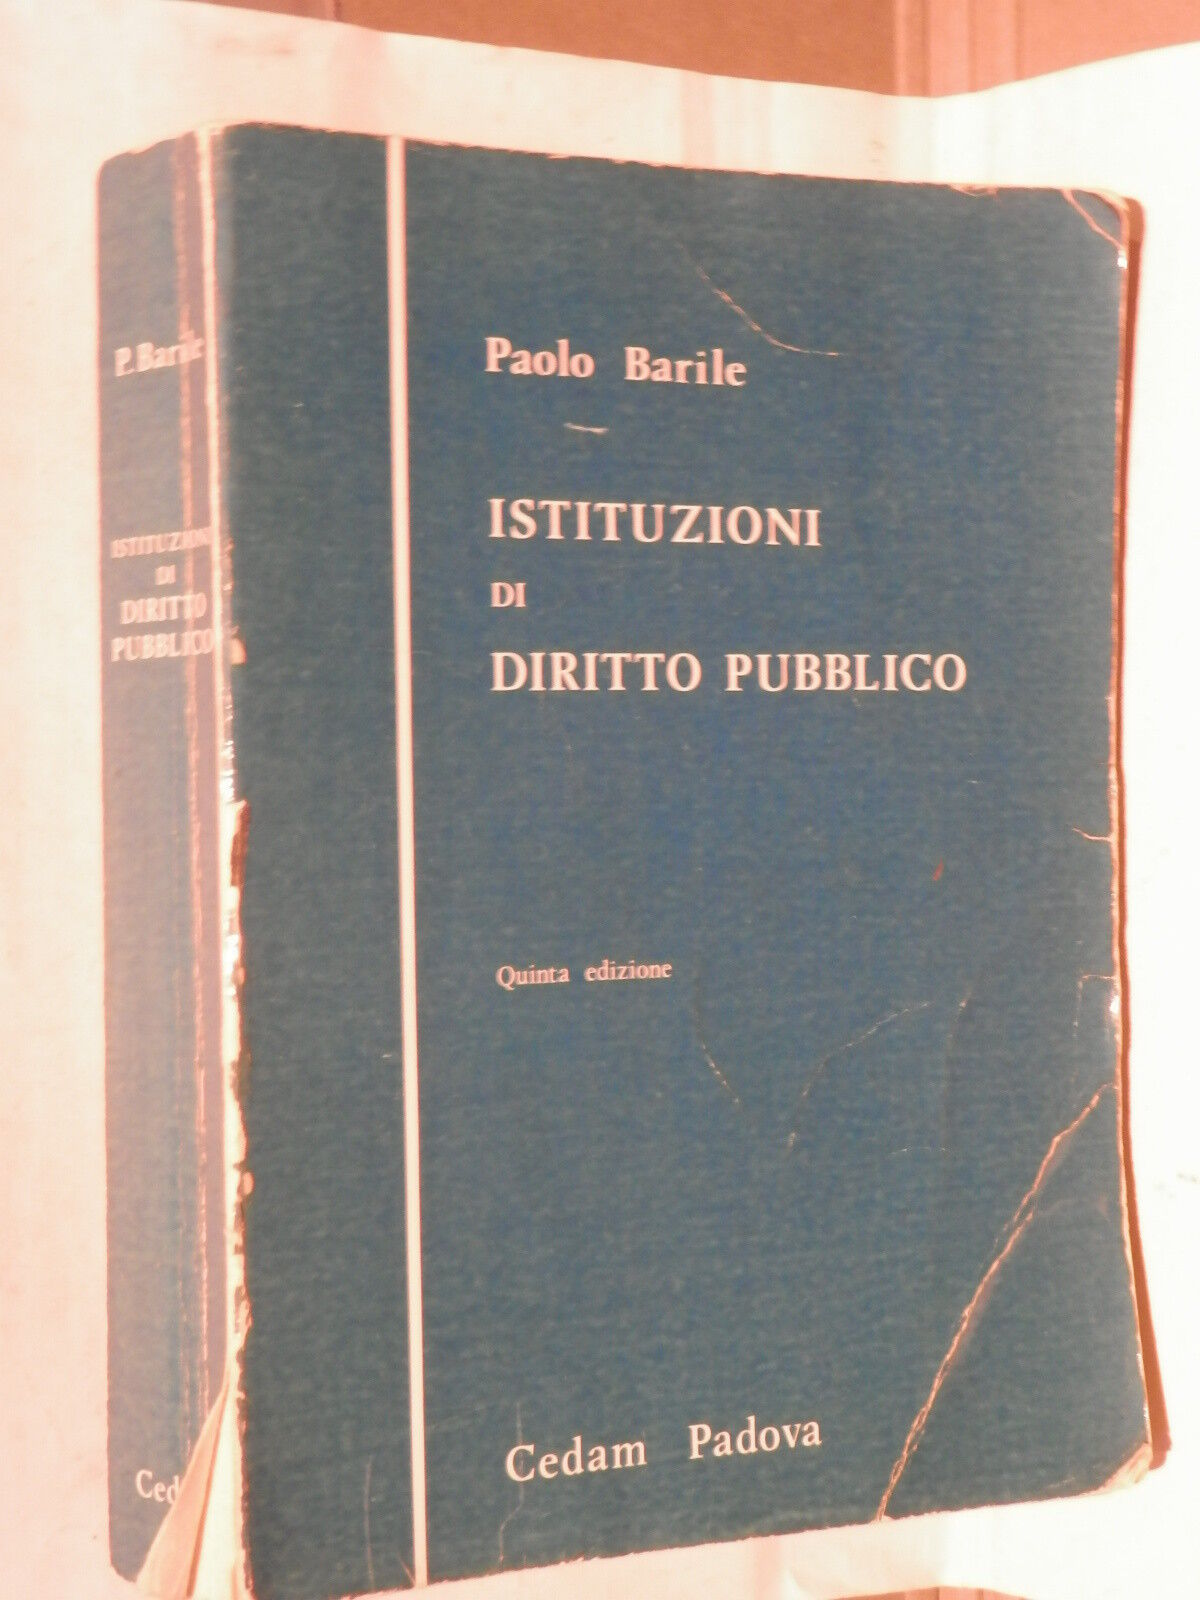 P. Barile
ISTITUZIONI
DI
DIRITTO
PUBBLICO
Paolo Barile
ISTITUZIONI
DI
DIRITTO PUBBLICO
Quinta edizione
Cedam Padova